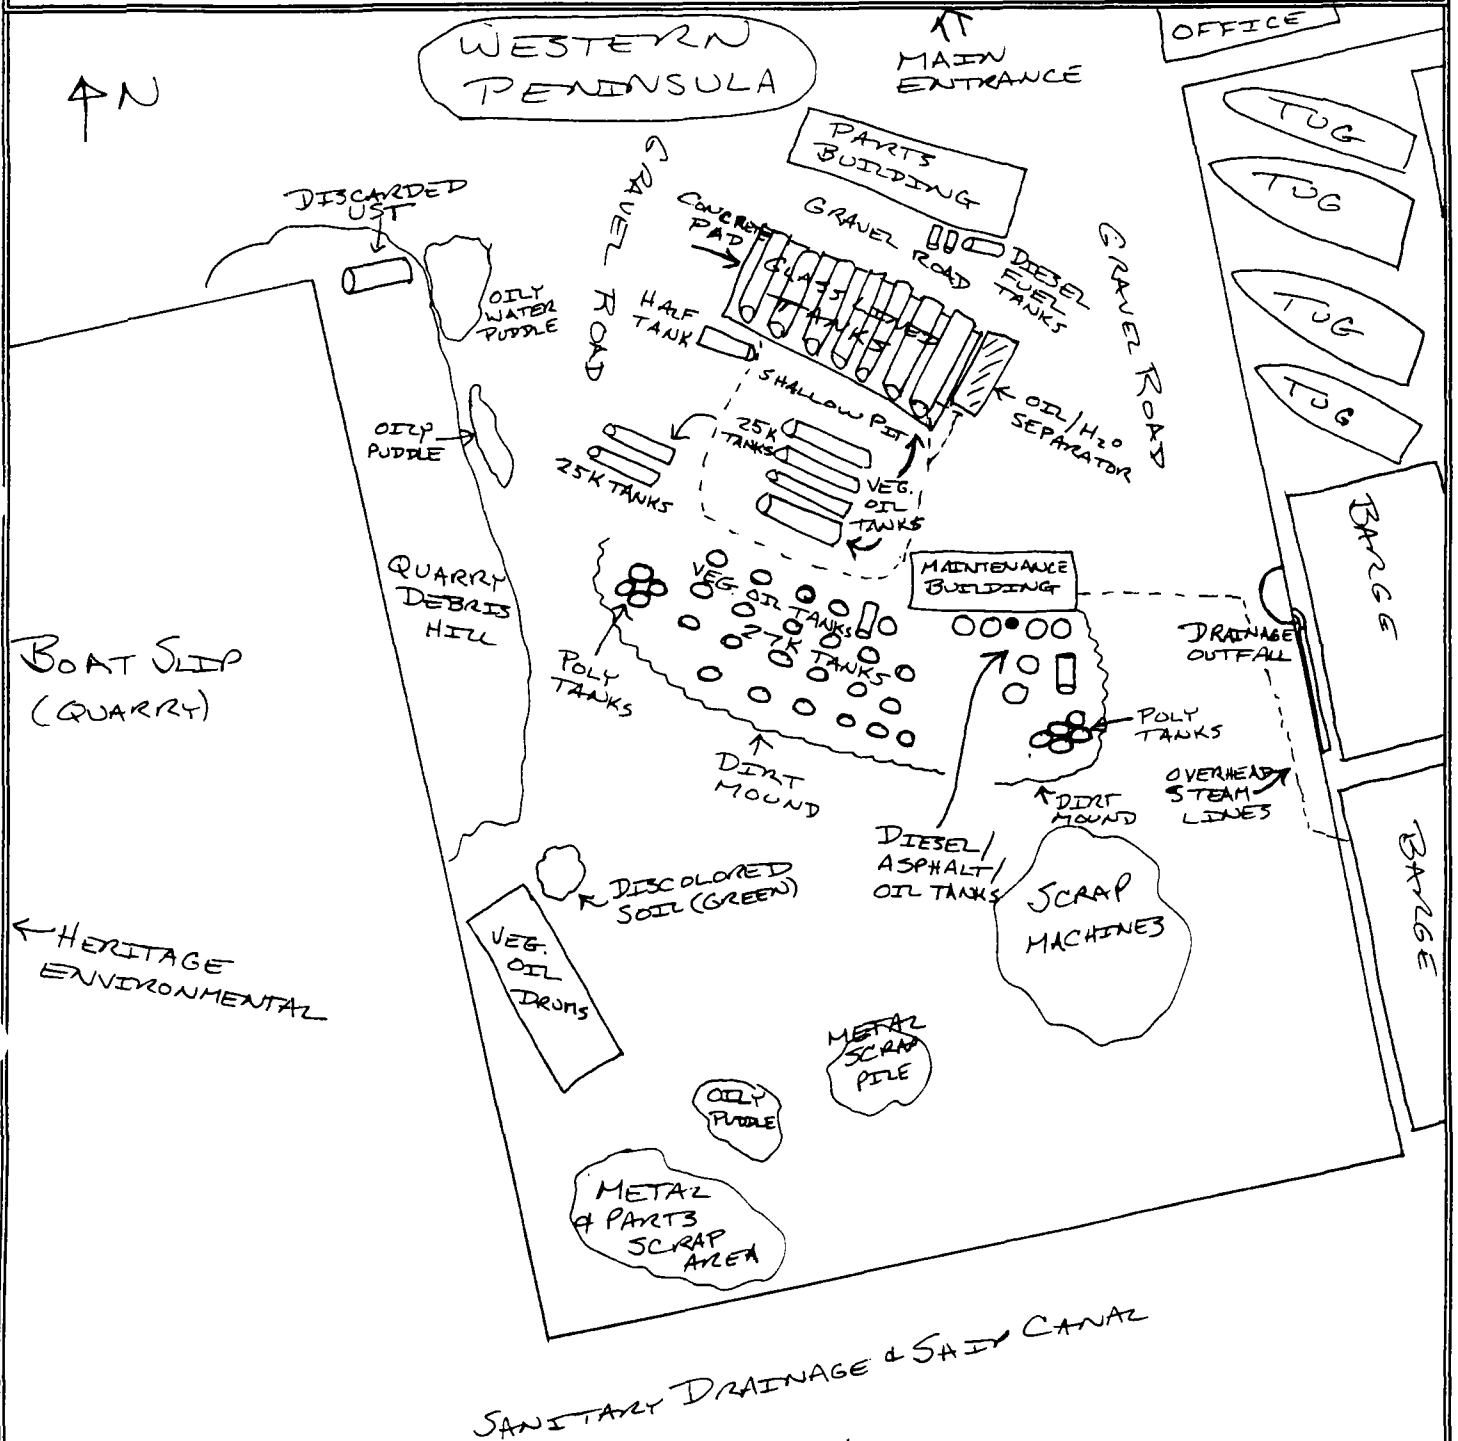 OFFICE
WESTERN
PENINSULA
MAIN
ENTRANCE
N
TUG
TUG
TUG
TUG
PARTS
BUILDING
GRAVEL ROAD
DISCARDED
UST
CONCRETE
PAD
GRAVEL
ROAD
DIESEL
FUEL
TANKS
GRAVEL ROAD
GLASS LINED
TANKS
OILY
WATER
PUDDLE
HALF
TANK
SHALLOW PIT
OIL/H2O
SEPARATOR
OILY
PUDDLE
25K TANKS
25K
TANKS
VEG.
OIL
TANKS
BARGE
QUARRY
DEBRIS
HILL
VEG. OIL TANKS
27K TANKS
MAINTENANCE
BUILDING
DRAINAGE
OUTFALL
BOAT SLIP
(QUARRY)
POLY
TANKS
POLY
TANKS
DIRT
MOUND
DIRT
MOUND
OVERHEAD
STEAM
LINES
DIESEL/
ASPHALT/
OIL TANKS
BARGE
DISCOLORED
SOIL (GREEN)
SCRAP
MACHINES
HERITAGE
ENVIRONMENTAL
VEG.
OIL
DRUMS
METAL
SCRAP
PILE
OILY
PUDDLE
METAL
& PARTS
SCRAP
AREA
SANITARY DRAINAGE & SHIP CANAL